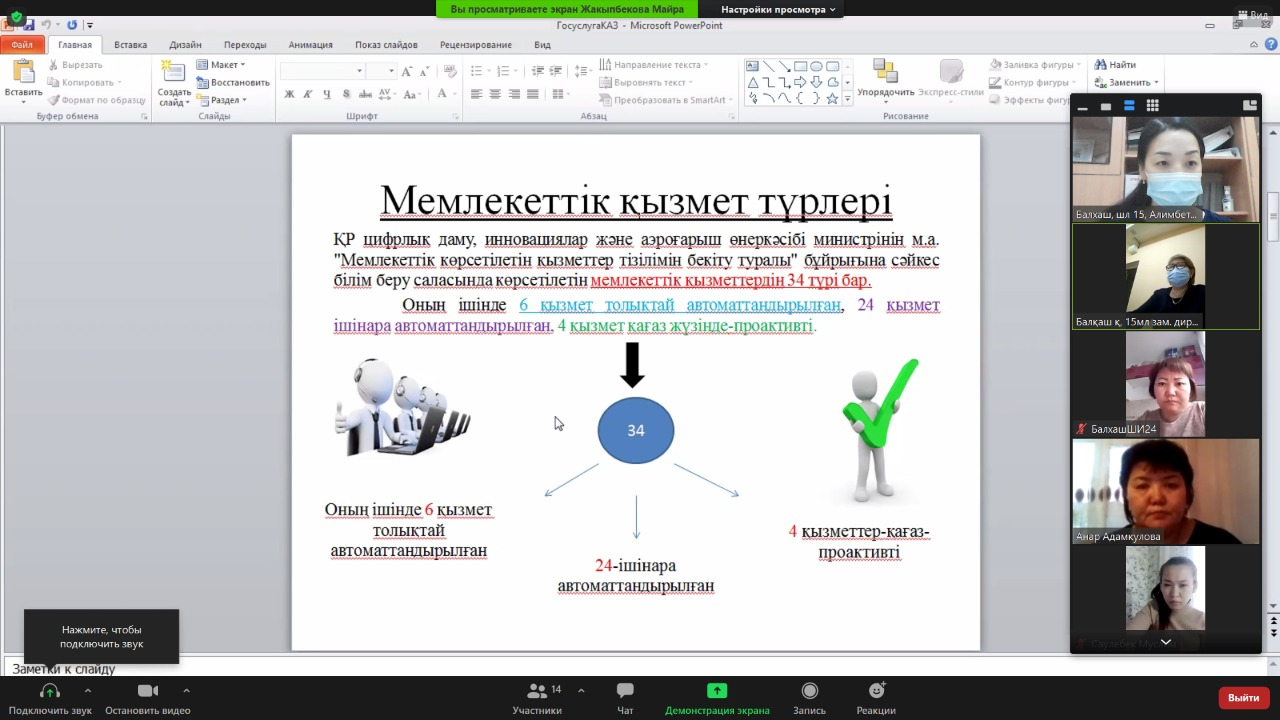 Вы просматриваете экран Жакыпбекова Майра
Настройки просмотра
Вид
ГосуслугаКАЗ - Microsoft PowerPoint
Файл
Главная
Вставка
Дизайн
Переходы
Анимация
Показ слайдов
Рецензирование
Вид
Вставить
Вырезать
Копировать
Формат по образцу
Буфер обмена
Создать слайд
Макет
Восстановить
Раздел
Слайды
Шрифт
Направление текста
Выровнять текст
Преобразовать в SmartArt
Абзац
Упорядочить
Экспресс-стили
Заливка фигуры
Контур фигуры
Эффекты фигур
Рисование
Найти
Заменить
Мемлекеттік қызмет түрлері
ҚР цифрлық даму, инновациялар және аэроғарыш өнеркәсібі министрінің м.а.
"Мемлекеттік көрсетілетін қызметтер тізілімін бекіту туралы" бұйрығына сәйкес
білім беру саласында көрсетілетін мемлекеттік қызметтердің 34 түрі бар.
Оның ішінде 6 қызмет толықтай автоматтандырылған, 24 қызмет
ішінара автоматтандырылған, 4 қызмет қағаз жүзінде-проактивті.
34
Оның ішінде 6 қызмет
толықтай
автоматтандырылған
24-ішінара
автоматтандырылған
4 қызметтер-қағаз-
проактивті
Балхаш, шл 15, Алимбет...
Балқаш қ, 15мл зам. дир...
БалхашШИ24
Анар Адамкулова
Нажмите, чтобы
подключить звук
Заметки к слайду
Подключить звук
Остановить видео
14
Участники
Чат
Демонстрация экрана
Запись
Реакции
Выйти